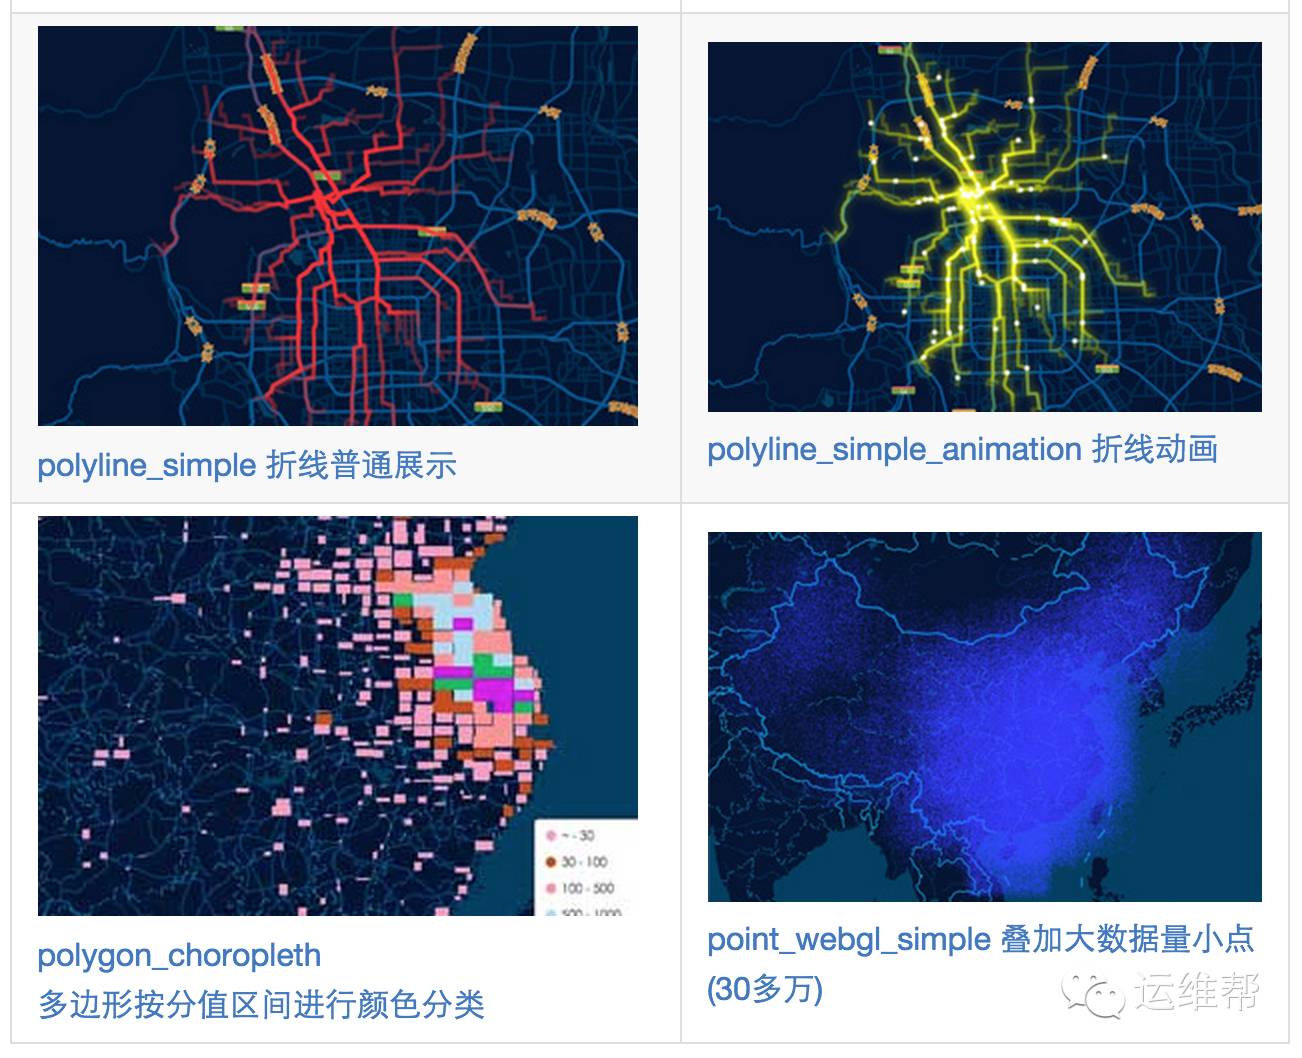 polyline_simple 折线普通展示
polyline_simple_animation 折线动画
~ - 30
30 - 100
100 - 500
500 - 1000
polygon_choropleth
多边形按分值区间进行颜色分类
point_webgl_simple 叠加大数据量小点
(30多万)
运维帮